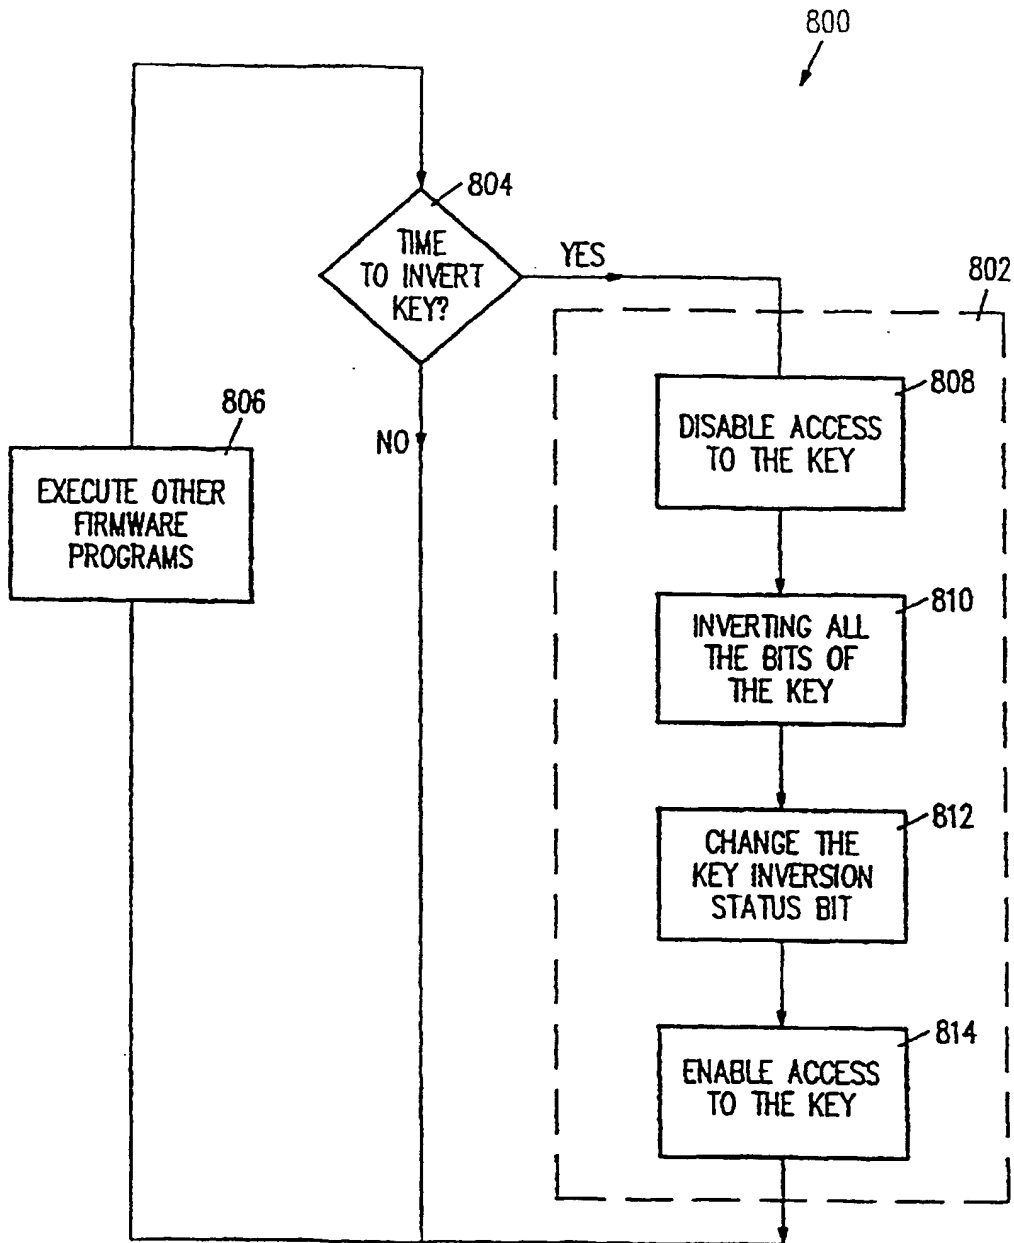 800
804
TIME
TO INVERT
KEY?
YES
802
808
DISABLE ACCESS
TO THE KEY
NO
806
EXECUTE OTHER
FIRMWARE
PROGRAMS
810
INVERTING ALL
THE BITS OF
THE KEY
812
CHANGE THE
KEY INVERSION
STATUS BIT
814
ENABLE ACCESS
TO THE KEY